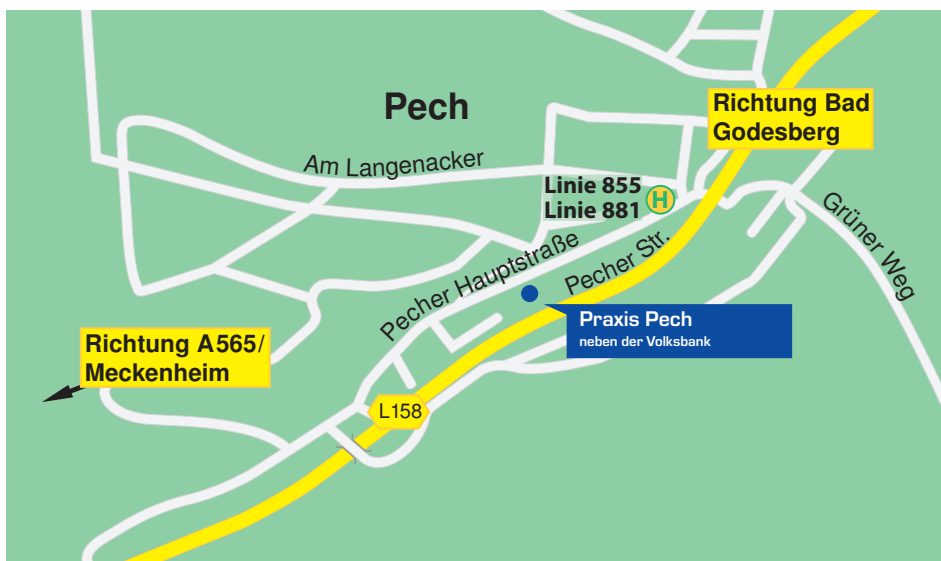 Pech
Richtung Bad
Godesberg
Am Langenacker
Linie 855
Linie 881
H
Grüner Weg
Pecher Hauptstraße
Pecher Str.
Praxis Pech
neben der Volksbank
Richtung A565/
Meckenheim
L158